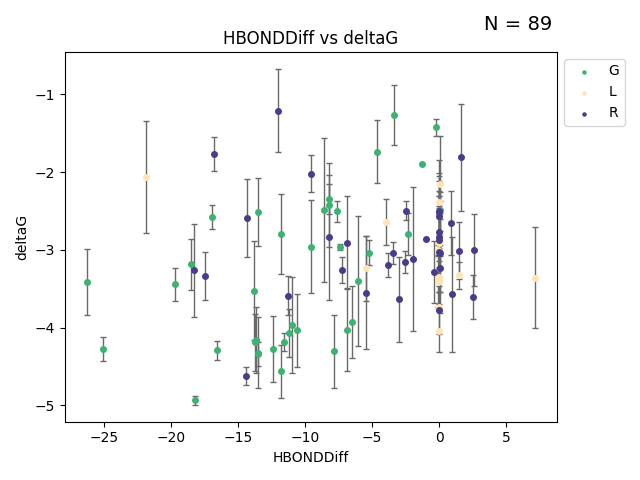 N = 89
HBONDDiff vs deltaG
G
L
R
−1
−2
−3
−4
−5
deltaG
−25
−20
−15
−10
−5
0
5
HBONDDiff